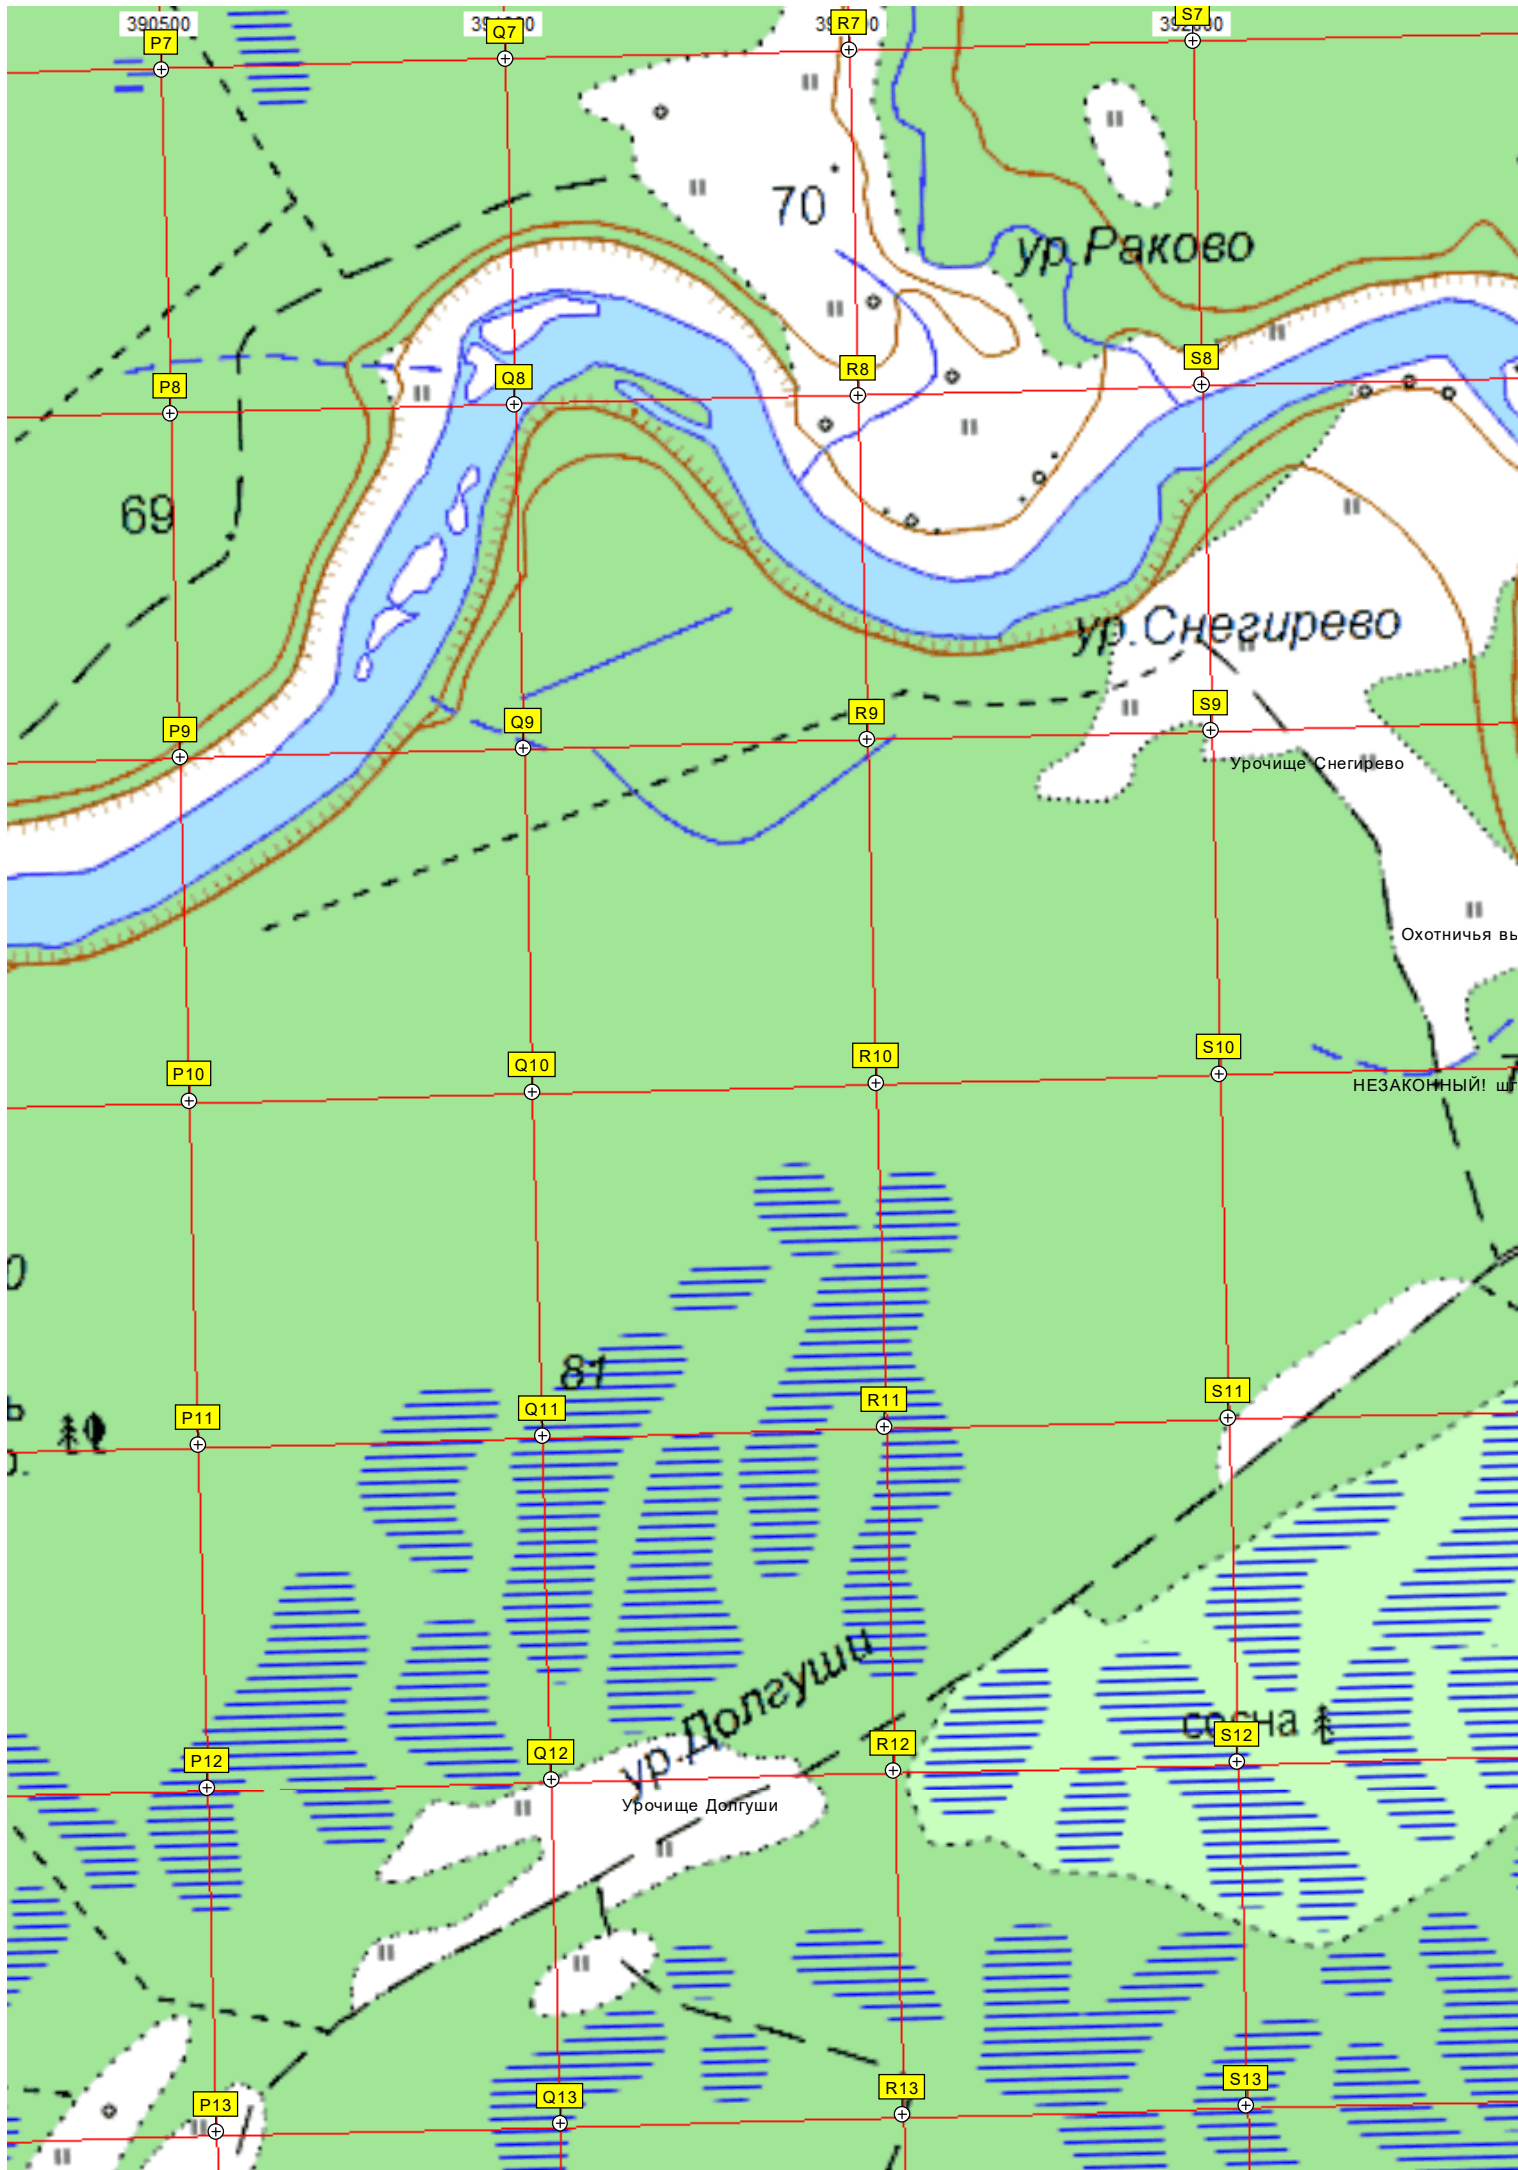 390500
P7
Q7
R7
S7
70
ур.Раково
P8
Q8
R8
S8
69
ур.Снегирево
P9
Q9
R9
S9
Урочище Снегирево
Охотничья вы
P10
Q10
R10
S10
НЕЗАКОННЫЙ! шл
81
P11
Q11
R11
S11
ур.Долгуши
сосна
P12
Q12
R12
S12
Урочище Долгуши
P13
Q13
R13
S13